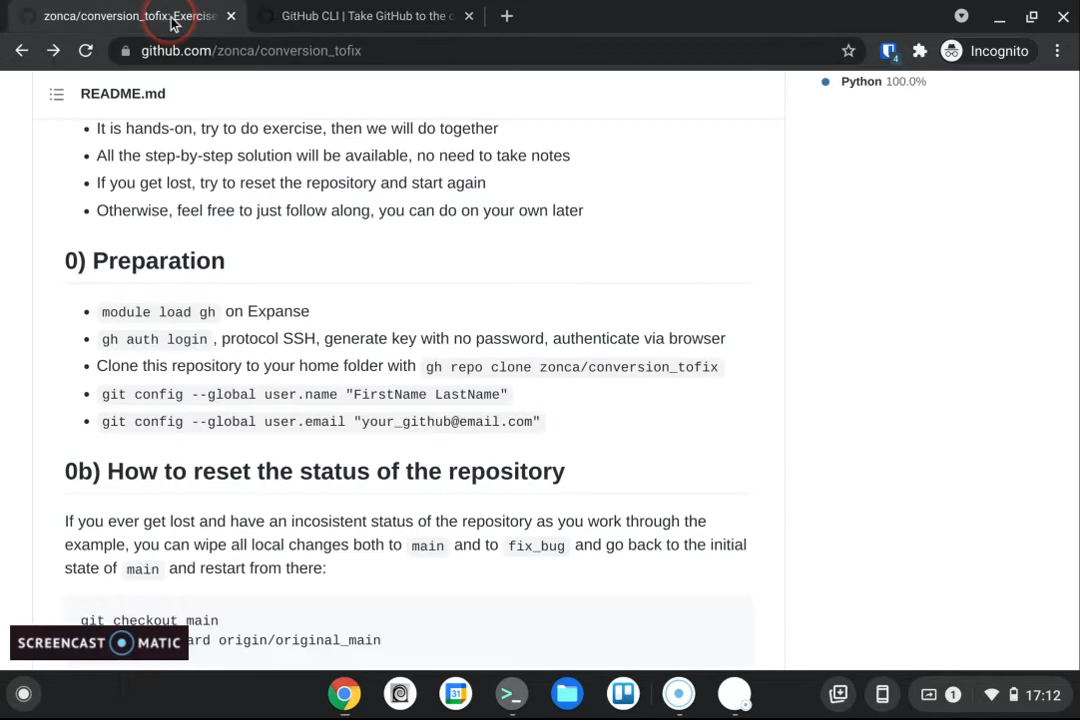 zonca/conversion_tofix: Exercise
GitHub CLI | Take GitHub to the c
github.com/zonca/conversion_tofix
4
Incognito
README.md
Python 100.0%
It is hands-on, try to do exercise, then we will do together
All the step-by-step solution will be available, no need to take notes
If you get lost, try to reset the repository and start again
Otherwise, feel free to just follow along, you can do on your own later
0) Preparation
module load gh on Expanse
gh auth login , protocol SSH, generate key with no password, authenticate via browser
Clone this repository to your home folder with gh repo clone zonca/conversion_tofix
git config --global user.name "FirstName LastName"
git config --global user.email "your_github@email.com"
0b) How to reset the status of the repository
If you ever get lost and have an incosistent status of the repository as you work through the
example, you can wipe all local changes both to main and to fix_bug and go back to the initial
state of main and restart from there:
git checkout main
ard origin/original_main
SCREENCAST MATIC
31
1
17:12